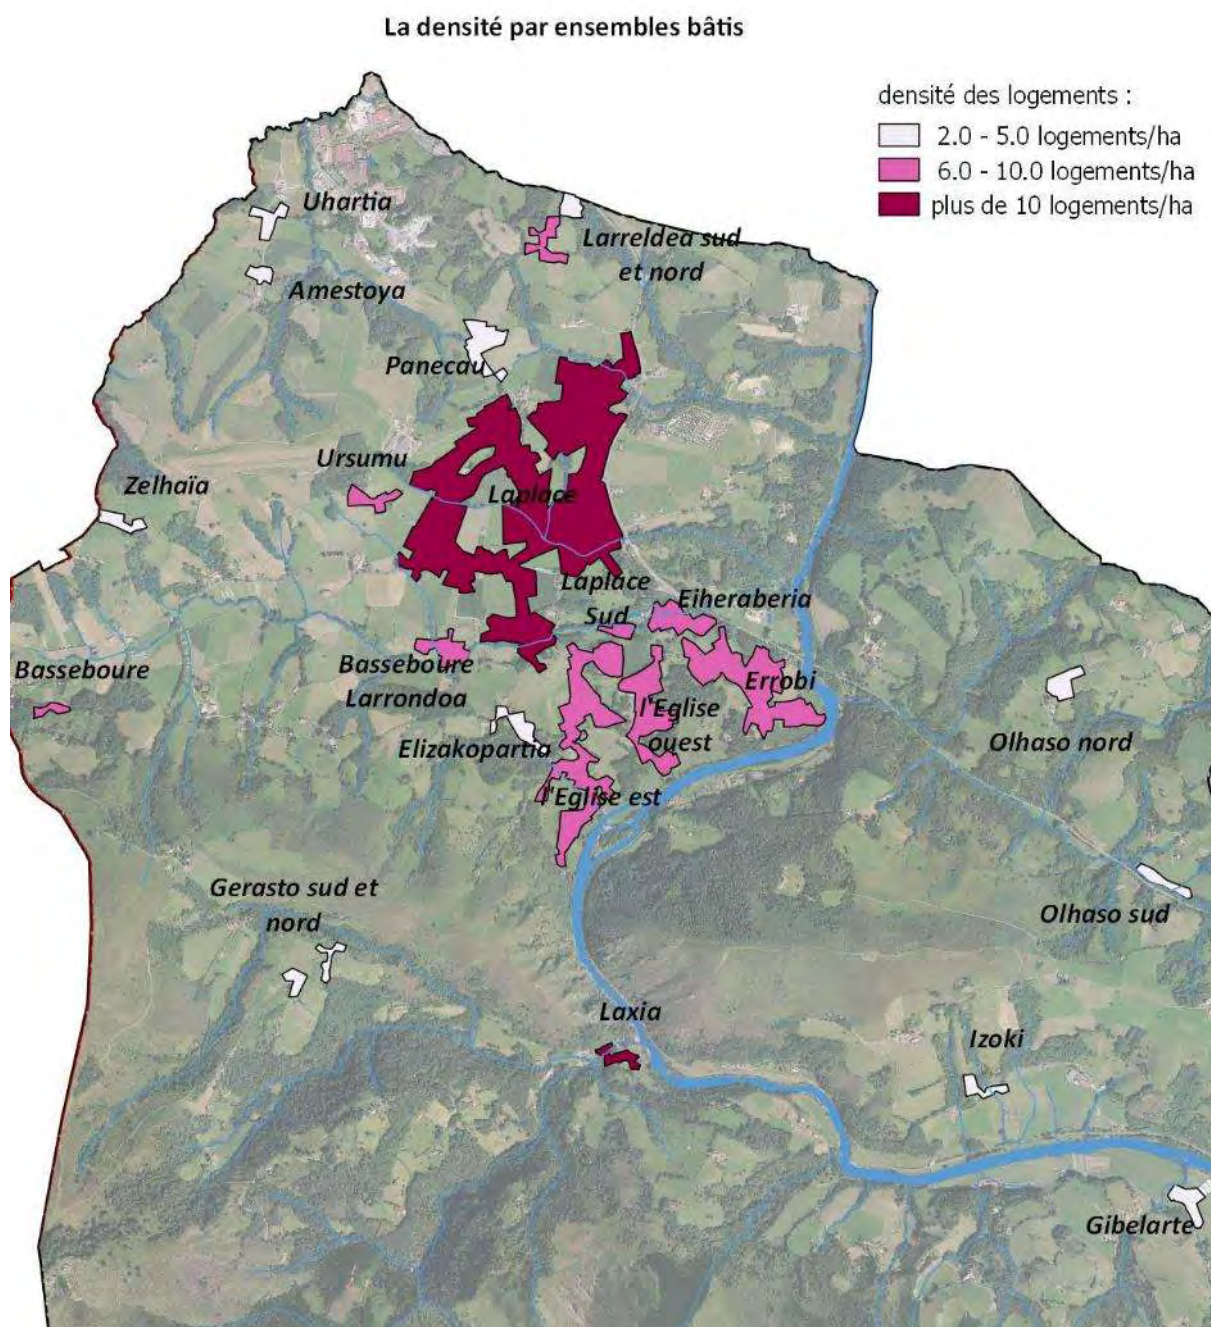 La densité par ensembles bâtis
densité des logements :
2.0 - 5.0 logements/ha
6.0 - 10.0 logements/ha
plus de 10 logements/ha
Uhartia
Larreldea sud
et nord
Amestoya
Panecau
Ursumu
Zelhaïa
Laplace
Laplace
Sud
Eiheraberia
Basseboure
Basseboure
Larrondoa
Errobi
l'Eglise
ouest
Elizakopartia
Olhaso nord
l'Eglise est
Gerasto sud et
nord
Olhaso sud
Laxia
Izoki
Gibelarte